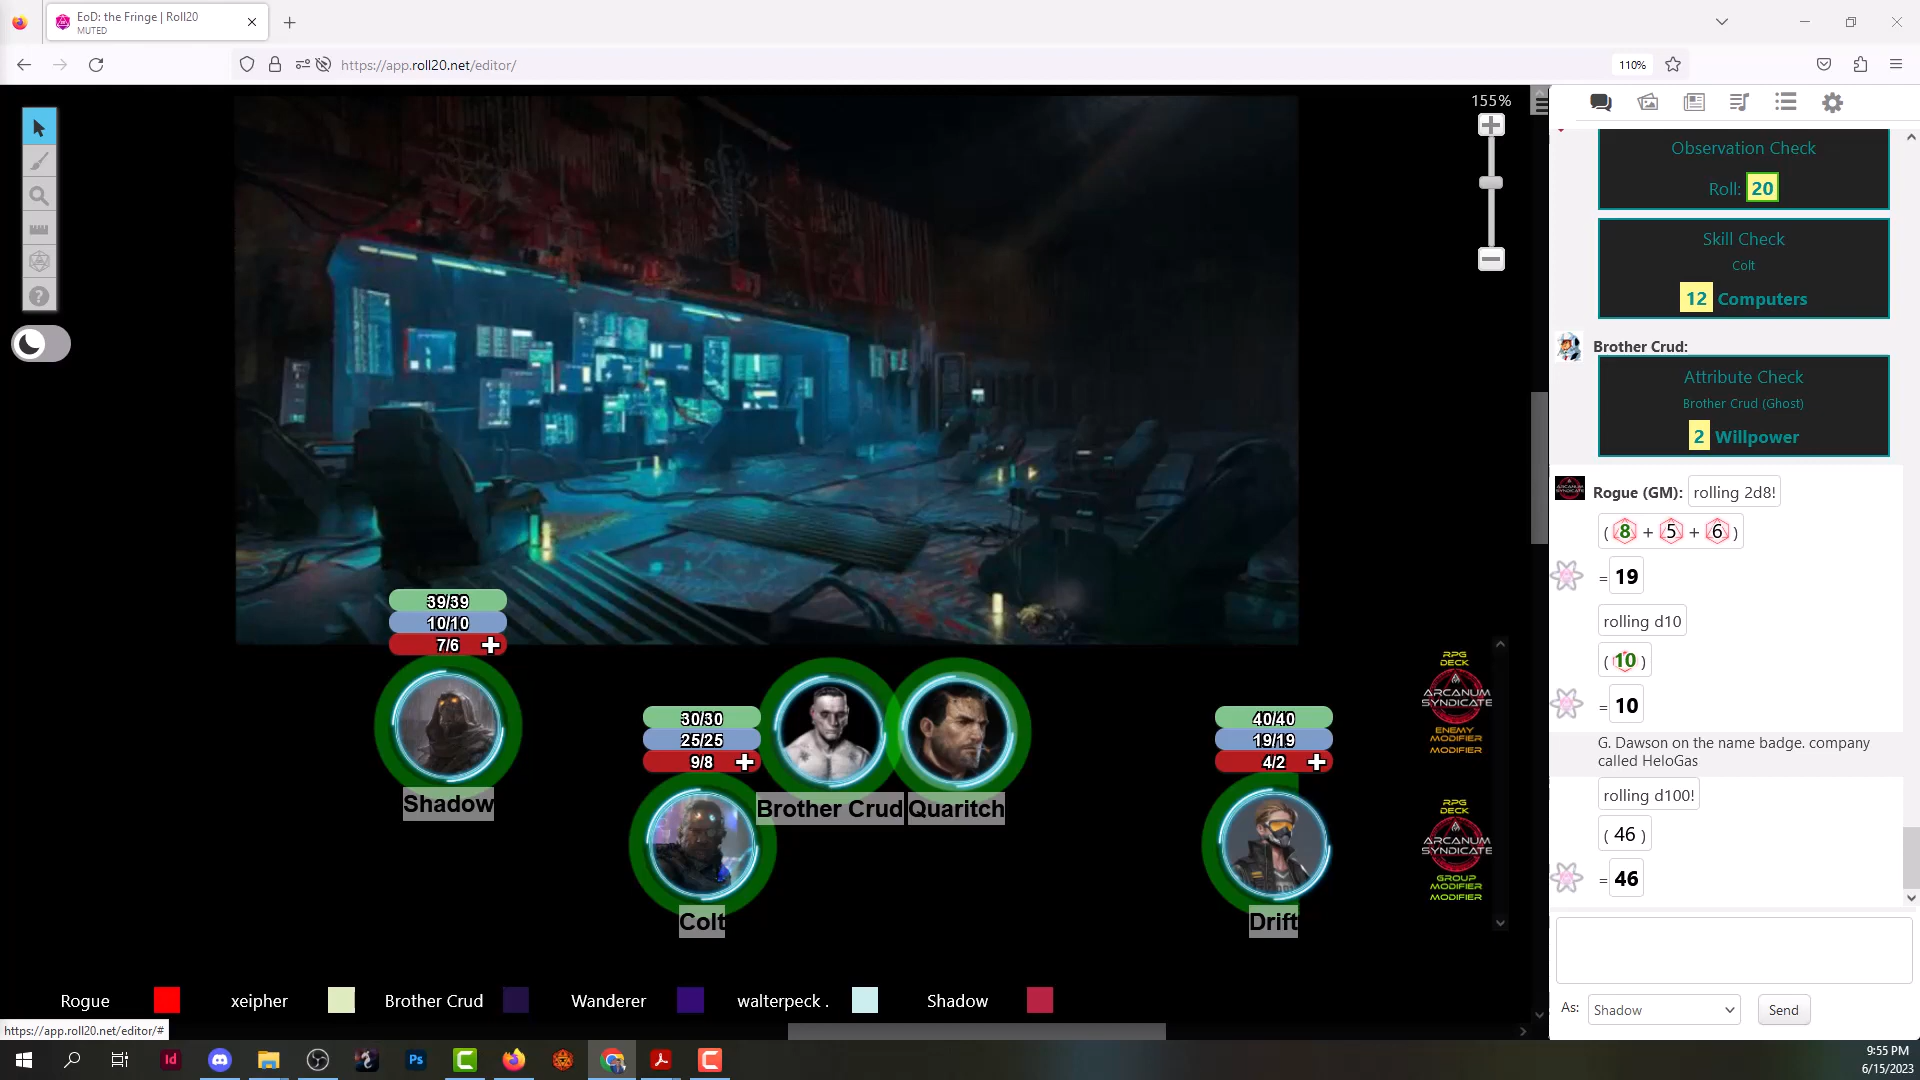 EoD: the Fringe | Roll20
MUTED
https://app.roll20.net/editor/
110%
155%
Observation Check
Roll: 20
Skill Check
Colt
12 Computers
Brother Crud:
Attribute Check
Brother Crud (Ghost)
2 Willpower
Rogue (GM): rolling 2d8!
( 8 + 5 + 6 )
= 19
rolling d10
( 10 )
= 10
G. Dawson on the name badge. company
called HeloGas
rolling d100!
( 46 )
= 46
As: Shadow
Send
39/39
10/10
7/6
Shadow
30/30
25/25
9/8
Colt
Brother Crud
Quaritch
40/40
19/19
4/2
Drift
RPG
DECK
ARCANUM
SYNDICATE
ENEMY
MODIFIER
MODIFIER
RPG
DECK
ARCANUM
SYNDICATE
GROUP
MODIFIER
MODIFIER
Rogue
xeipher
Brother Crud
Wanderer
walterpeck .
Shadow
https://app.roll20.net/editor/#
Id
Ps
9:55 PM
6/15/2023